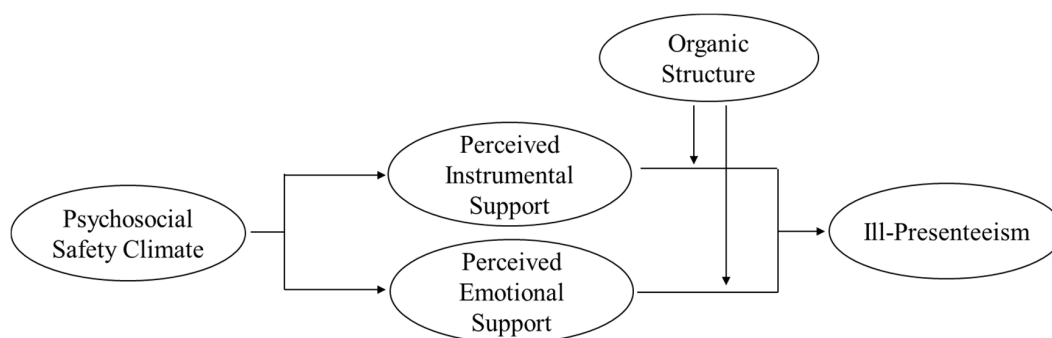 Organic
Structure
Perceived
Instrumental
Support
Psychosocial
Safety Climate
Ill-Presenteeism
Perceived
Emotional
Support